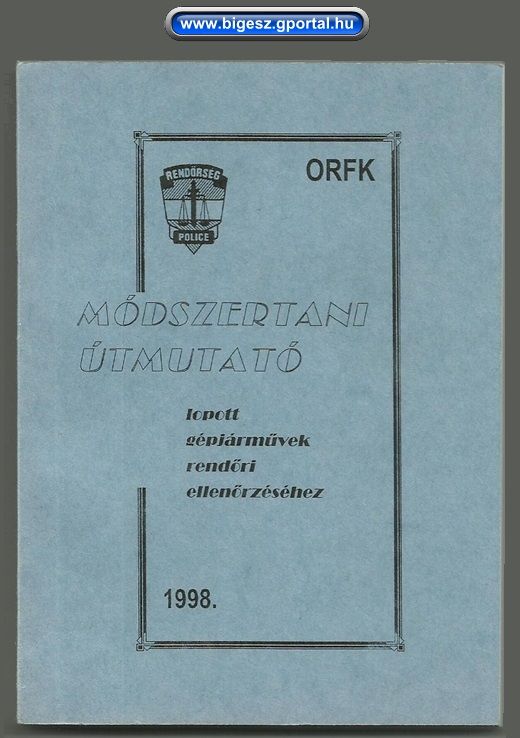 www.bigesz.gportal.hu
RENDŐRSÉG
POLICE
ORFK
MÓDSZERTANI
ÚTMUTATÓ
lopott
gépjárművek
rendőri
ellenőrzéséhez
1998.